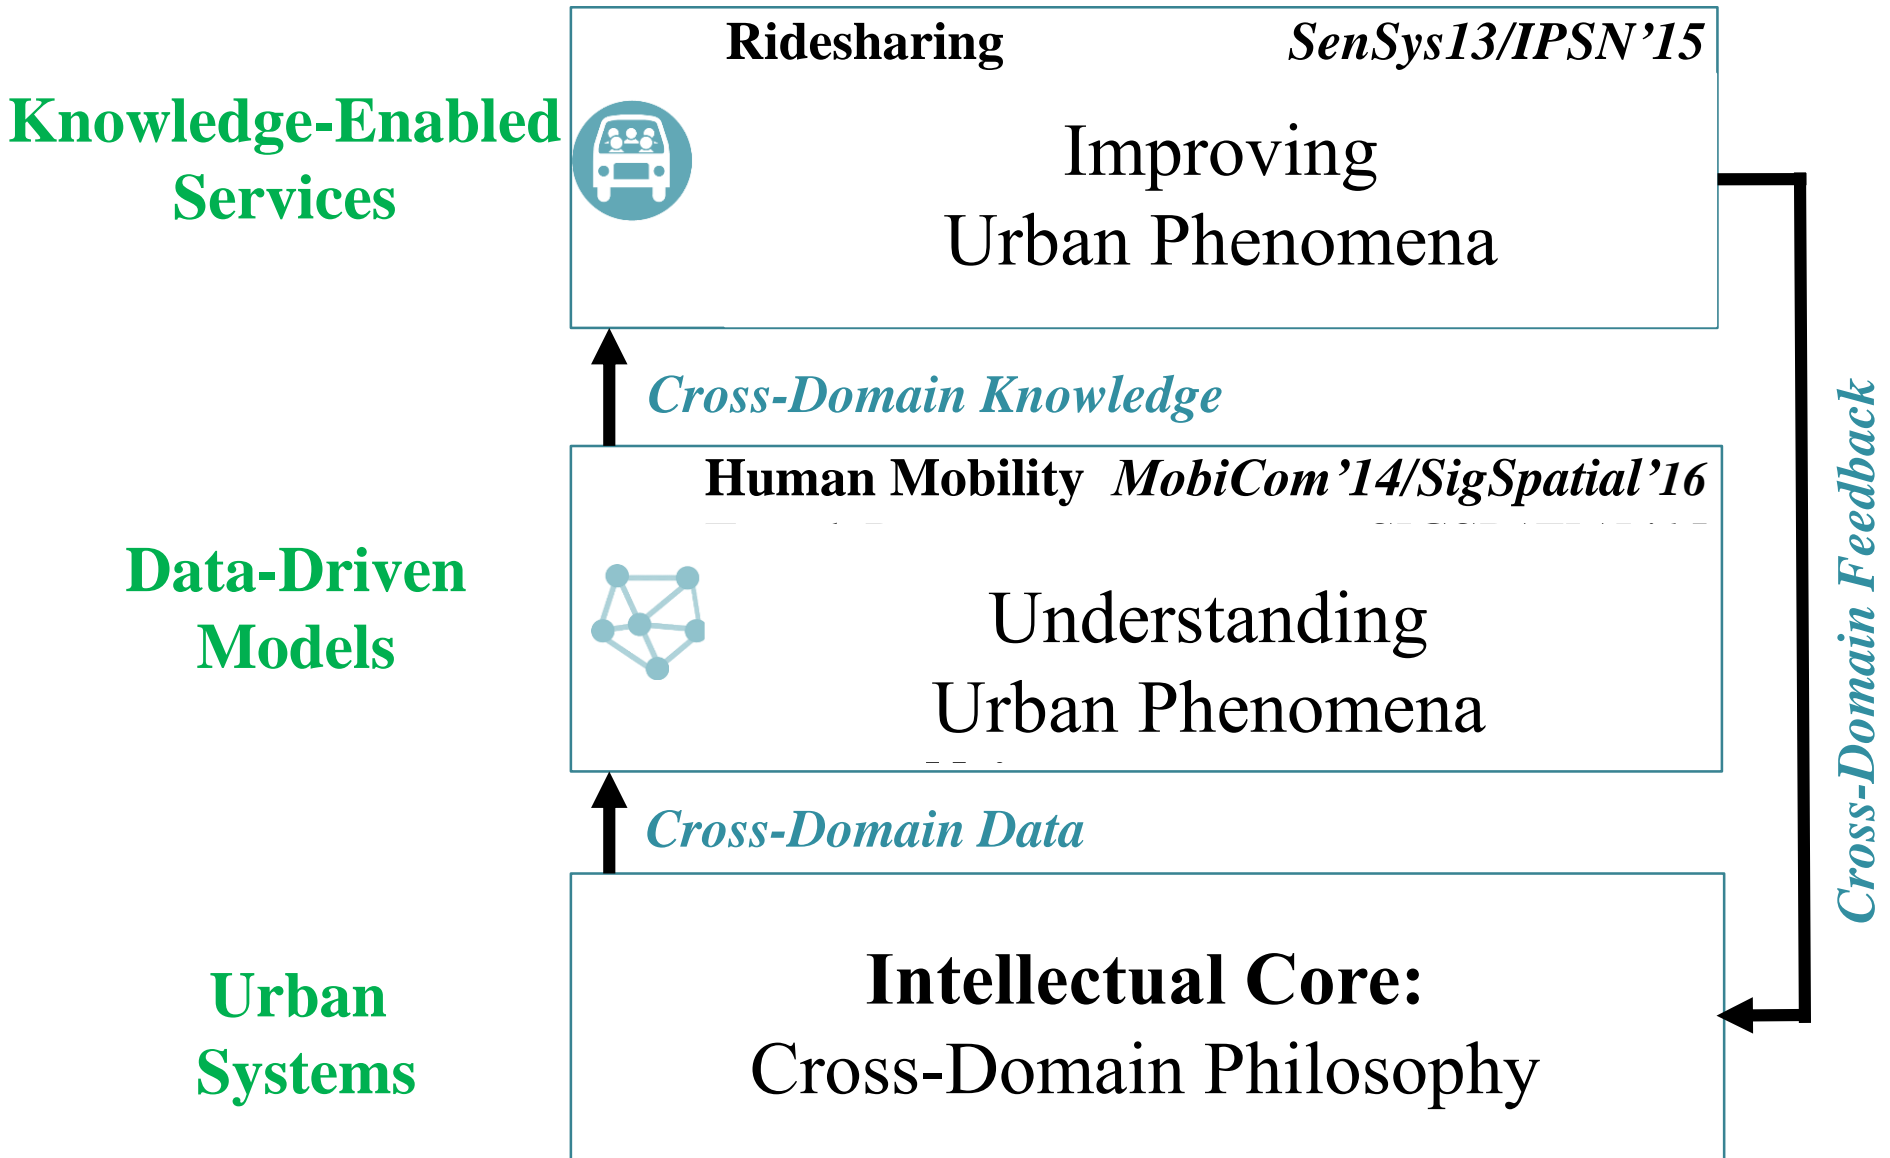 Ridesharing SenSys13/IPSN’15
Knowledge-Enabled
Services
Improving
Urban Phenomena
Cross-Domain Knowledge
Human Mobility MobiCom’14/SigSpatial’16
Data-Driven
Models
Understanding
Urban Phenomena
Cross-Domain Data
Cross-Domain Feedback
Urban
Systems
Intellectual Core:
Cross-Domain Philosophy